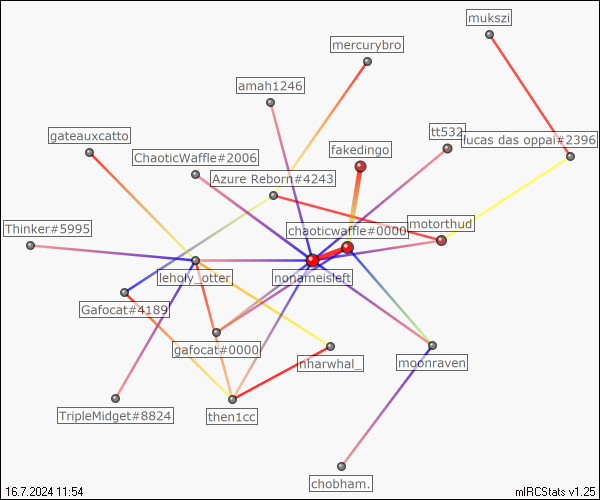 mukszi
mercurybro
amah1246
gateauxcatto
tt532
lucas das oppai#2396
fakedingo
ChaoticWaffle#2006
Azure Reborn#4243
Thinker#5995
chaoticwaffle#0000
motorthud
leholy_otter
nonameisleft
Gafocat#4189
gafocat#0000
nharwhal_
moonraven
TripleMidget#8824
then1cc
chobham.
16.7.2024 11:54
mIRCStats v1.25